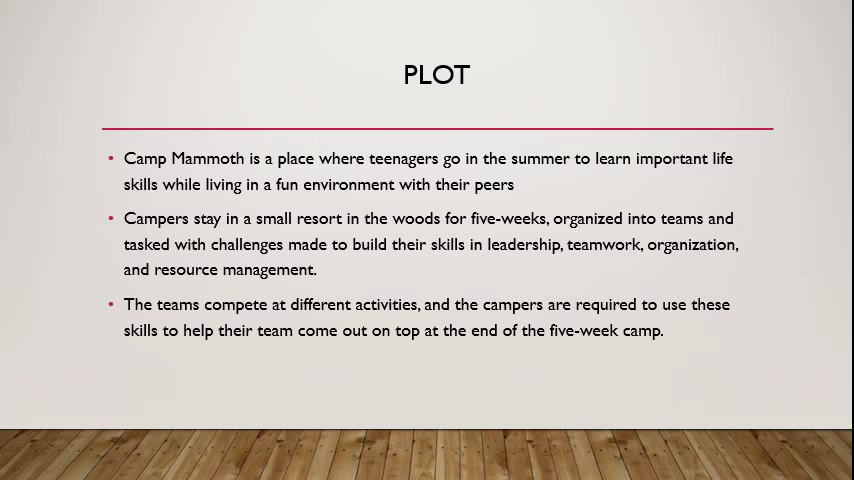 PLOT
• Camp Mammoth is a place where teenagers go in the summer to learn important life
skills while living in a fun environment with their peers
• Campers stay in a small resort in the woods for five-weeks, organized into teams and
tasked with challenges made to build their skills in leadership, teamwork, organization,
and resource management.
• The teams compete at different activities, and the campers are required to use these
skills to help their team come out on top at the end of the five-week camp.